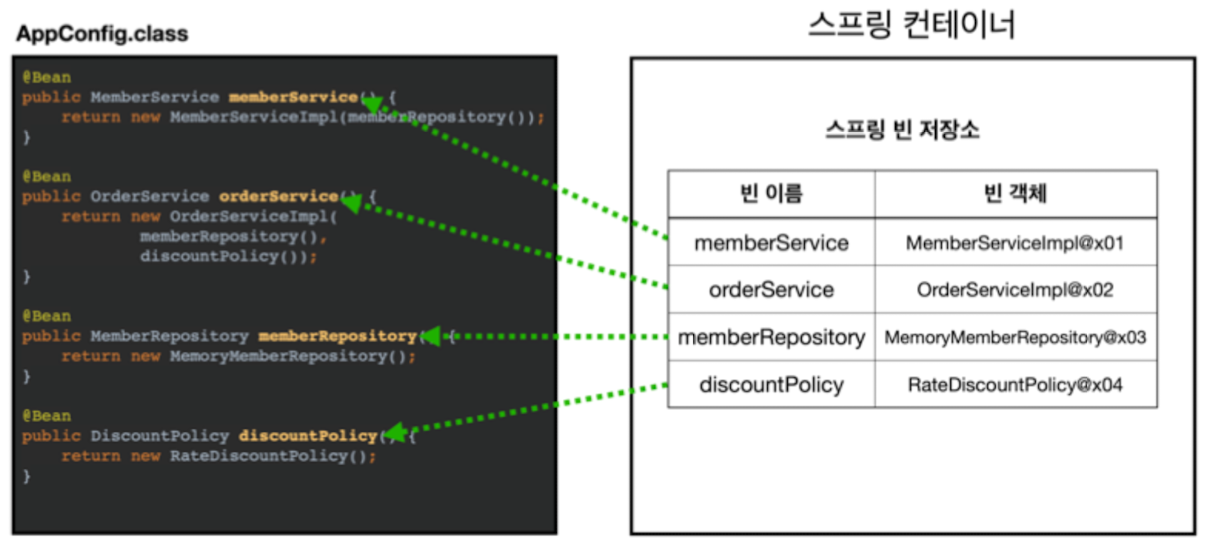 AppConfig.class
@Bean
public MemberService memberService() {
    return new MemberServiceImpl(memberRepository());
}
@Bean
public OrderService orderService() {
    return new OrderServiceImpl(
            memberRepository(),
            discountPolicy());
}
@Bean
public MemberRepository memberRepository() {
    return new MemoryMemberRepository();
}
@Bean
public DiscountPolicy discountPolicy() {
    return new RateDiscountPolicy();
}
스프링 컨테이너
스프링 빈 저장소
빈 이름 빈 객체
memberService MemberServiceImpl@x01
orderService OrderServiceImpl@x02
memberRepository MemoryMemberRepository@x03
discountPolicy RateDiscountPolicy@x04